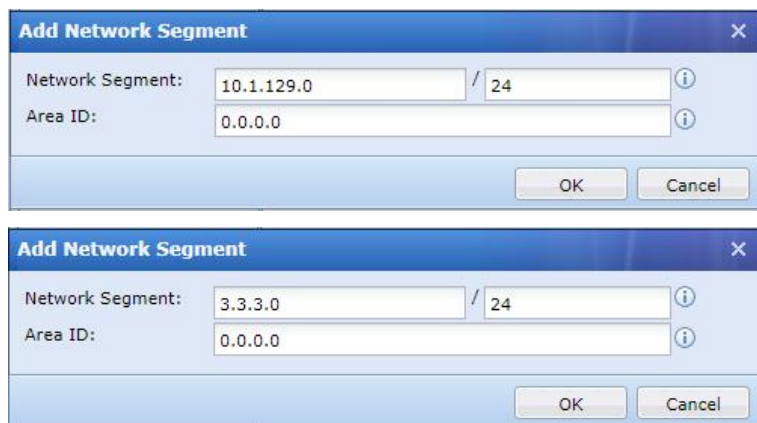 Add Network Segment
Network Segment: 10.1.129.0 / 24
Area ID: 0.0.0.0
OK Cancel
Add Network Segment
Network Segment: 3.3.3.0 / 24
Area ID: 0.0.0.0
OK Cancel